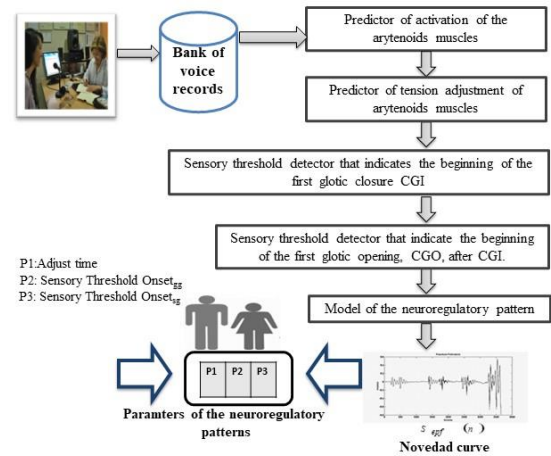 Bank of
voice
records
Predictor of activation of the
arytenoids muscles
Predictor of tension adjustment of
arytenoids muscles
Sensory threshold detector that indicates the beginning of the
first glotic closure CGI
Sensory threshold detector that indicate the beginning
of the first glotic opening, CGO, after CGI.
Model of the neuroregulatory pattern
P1:Adjust time
P2: Sensory Threshold Onsetgg
P3: Sensory Threshold Onsetsg
P1 P2 P3
Paramters of the neuroregulatory
patterns
S egf (n)
Novedad curve